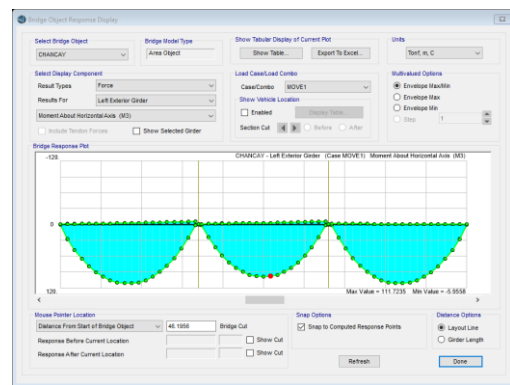 Bridge Object Response Display
Select Bridge Object
CHANCAY
Bridge Model Type
Area Object
Show Tabular Display of Current Plot
Show Table...
Export To Excel...
Units
Tonf, m, C
Select Display Component
Result Types
Force
Results For
Left Exterior Girder
Moment About Horizontal Axis (M3)
Include Tendon Forces
Show Selected Girder
Load Case/Load Combo
Case/Combo
MOVE1
Show Vehicle Location
Enabled
Display Table...
Section Cut
Before
After
Multivalued Options
Envelope Max/Min
Envelope Max
Envelope Min
Step
1
Bridge Response Plot
-120.
CHANCAY - Left Exterior Girder (Case MOVE1) Moment About Horizontal Axis (M3)
0
120.
Max Value = 111.7235 Min Value = -5.5558
Mouse Pointer Location
Distance From Start of Bridge Object
46.1956
Bridge Cut
Response Before Current Location
Show Cut
Response After Current Location
Show Cut
Snap Options
Snap to Computed Response Points
Distance Options
Layout Line
Girder Length
Refresh
Done